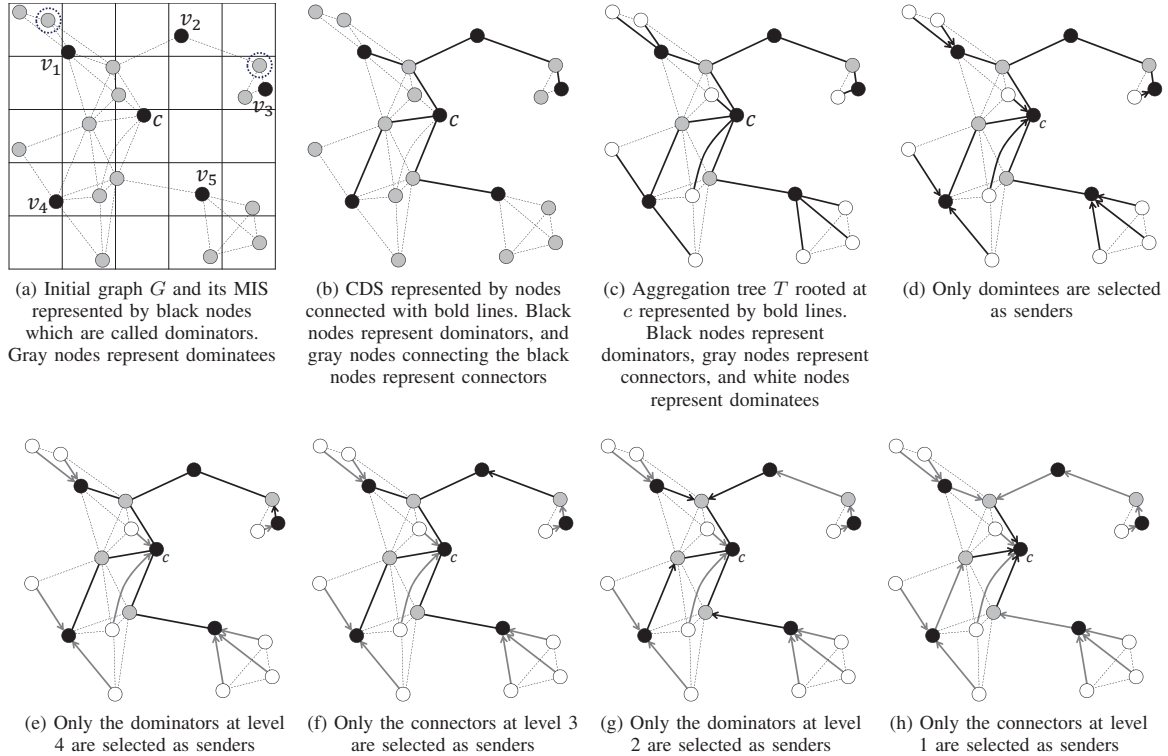 v₁
v₂
v₃
c
v₄
v₅
(a) Initial graph G and its MIS
represented by black nodes
which are called dominators.
Gray nodes represent dominatees
c
(b) CDS represented by nodes
connected with bold lines. Black
nodes represent dominators, and
gray nodes connecting the black
nodes represent connectors
c
(c) Aggregation tree T rooted at
c represented by bold lines.
Black nodes represent
dominators, gray nodes represent
connectors, and white nodes
represent dominatees
c
(d) Only domintees are selected
as senders
c
(e) Only the dominators at level
4 are selected as senders
c
(f) Only the connectors at level 3
are selected as senders
c
(g) Only the dominators at level
2 are selected as senders
c
(h) Only the connectors at level
1 are selected as senders